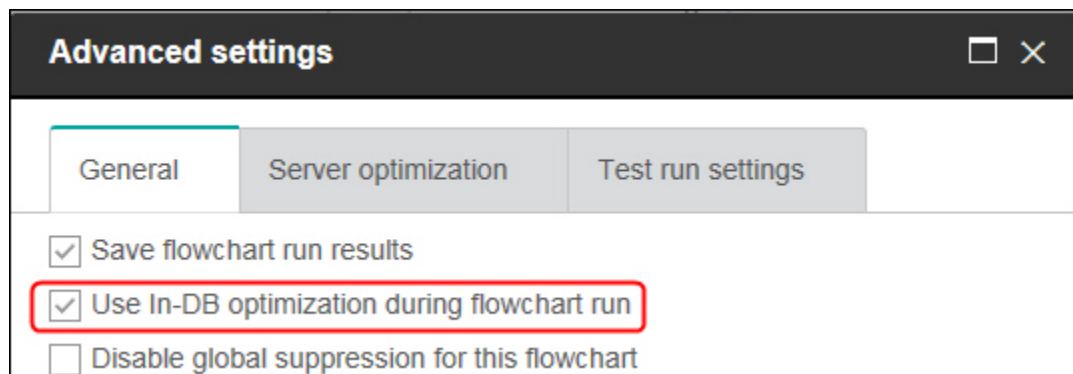 Advanced settings
General Server optimization Test run settings
Save flowchart run results
Use In-DB optimization during flowchart run
Disable global suppression for this flowchart